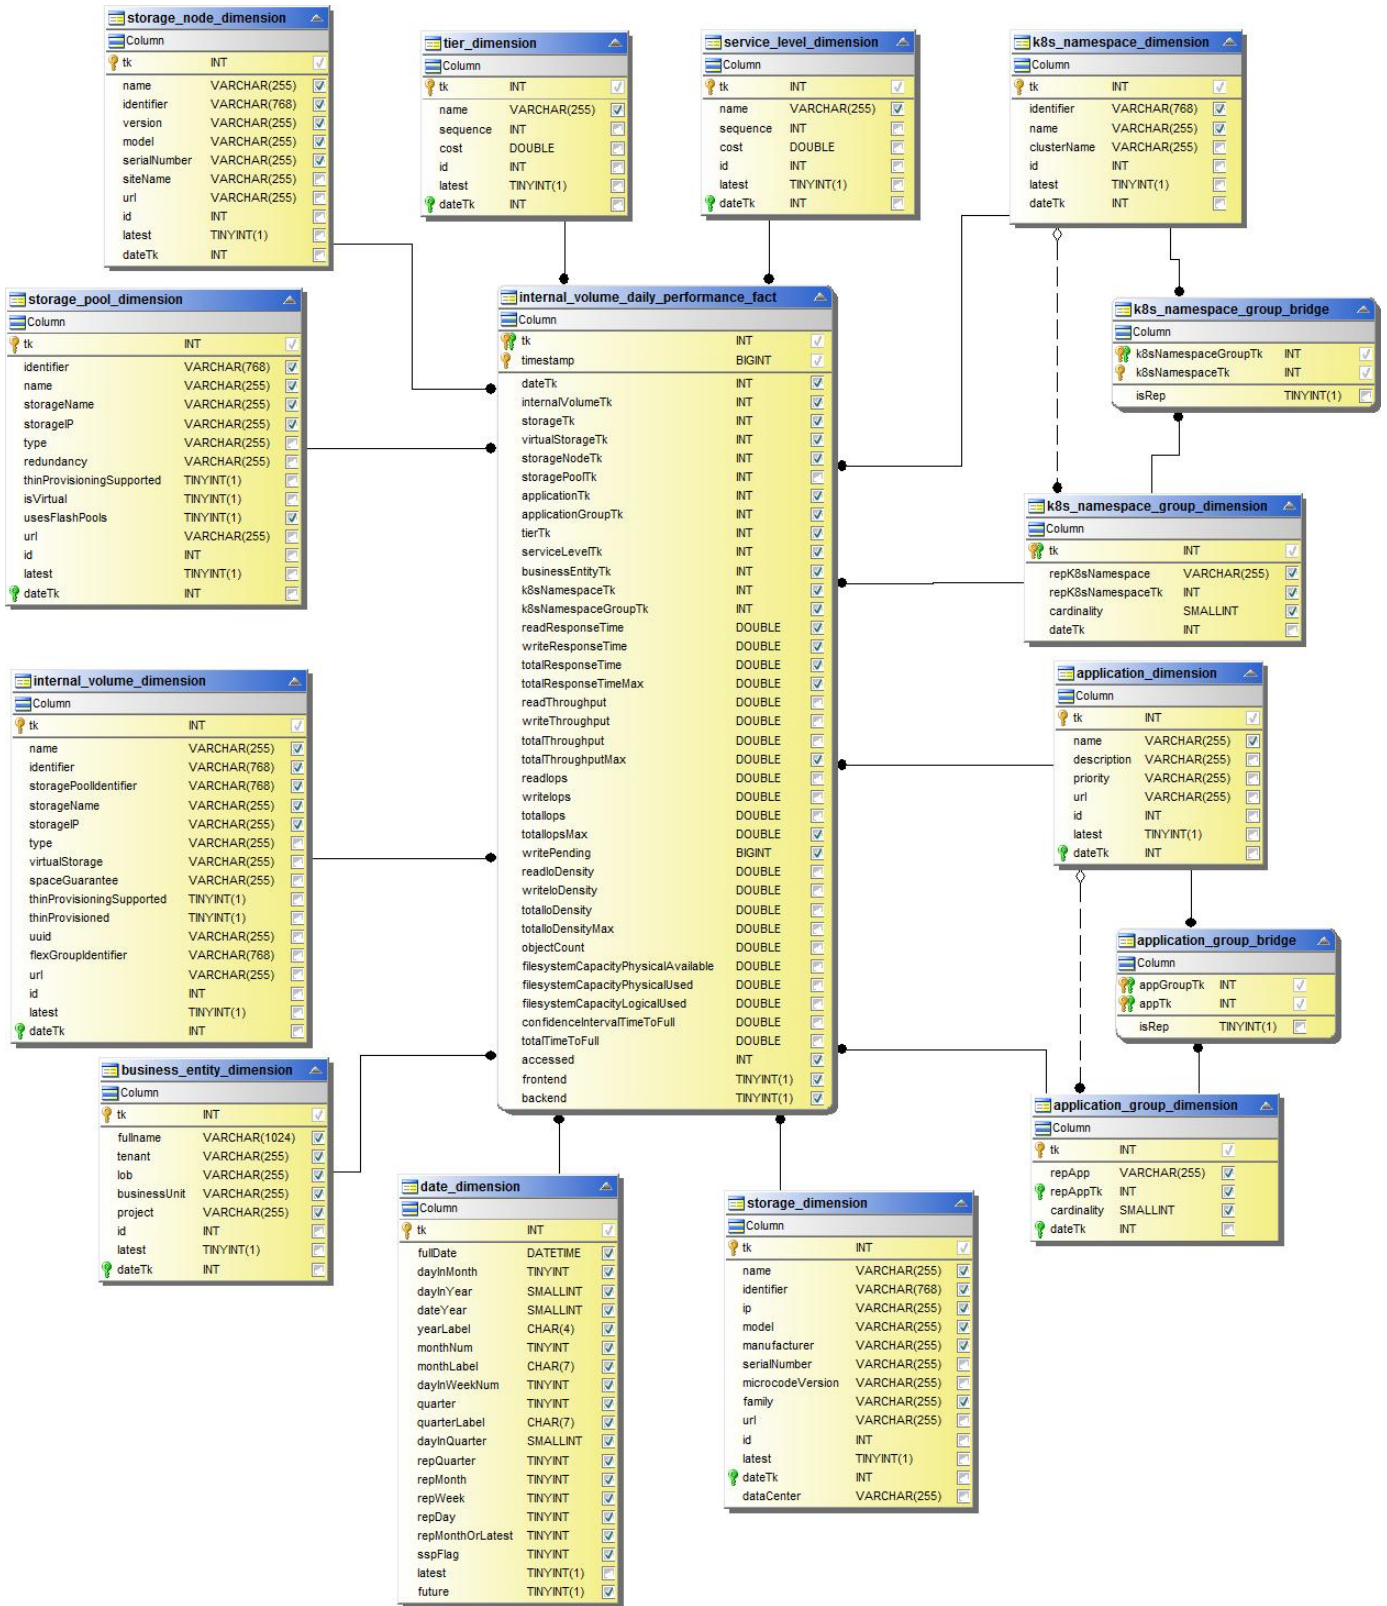 storage_node_dimension
Column
tk INT
name VARCHAR(255)
identifier VARCHAR(768)
version VARCHAR(255)
model VARCHAR(255)
serialNumber VARCHAR(255)
siteName VARCHAR(255)
url VARCHAR(255)
id INT
latest TINYINT(1)
dateTk INT
tier_dimension
Column
tk INT
name VARCHAR(255)
sequence INT
cost DOUBLE
id INT
latest TINYINT(1)
dateTk INT
service_level_dimension
Column
tk INT
name VARCHAR(255)
sequence INT
cost DOUBLE
id INT
latest TINYINT(1)
dateTk INT
k8s_namespace_dimension
Column
tk INT
identifier VARCHAR(768)
name VARCHAR(255)
clusterName VARCHAR(255)
id INT
latest TINYINT(1)
dateTk INT
storage_pool_dimension
Column
tk INT
identifier VARCHAR(768)
name VARCHAR(255)
storageName VARCHAR(255)
storageIP VARCHAR(255)
type VARCHAR(255)
redundancy VARCHAR(255)
thinProvisioningSupported TINYINT(1)
isVirtual TINYINT(1)
usesFlashPools TINYINT(1)
url VARCHAR(255)
id INT
latest TINYINT(1)
dateTk INT
internal_volume_daily_performance_fact
Column
tk INT
timestamp BIGINT
dateTk INT
internalVolumeTk INT
storageTk INT
virtualStorageTk INT
storageNodeTk INT
storagePoolTk INT
applicationTk INT
applicationGroupTk INT
tierTk INT
serviceLevelTk INT
businessEntityTk INT
k8sNamespaceTk INT
k8sNamespaceGroupTk INT
readResponseTime DOUBLE
writeResponseTime DOUBLE
totalResponseTime DOUBLE
totalResponseTimeMax DOUBLE
readThroughput DOUBLE
writeThroughput DOUBLE
totalThroughput DOUBLE
totalThroughputMax DOUBLE
readIops DOUBLE
writeIops DOUBLE
totalIops DOUBLE
totalIopsMax DOUBLE
writePending BIGINT
readIoDensity DOUBLE
writeIoDensity DOUBLE
totalIoDensity DOUBLE
totalIoDensityMax DOUBLE
objectCount DOUBLE
filesystemCapacityPhysicalAvailable DOUBLE
filesystemCapacityPhysicalUsed DOUBLE
filesystemCapacityLogicalUsed DOUBLE
confidenceIntervalTimeToFull DOUBLE
totalTimeToFull DOUBLE
accessed INT
frontend TINYINT(1)
backend TINYINT(1)
k8s_namespace_group_bridge
Column
k8sNamespaceGroupTk INT
k8sNamespaceTk INT
isRep TINYINT(1)
k8s_namespace_group_dimension
Column
tk INT
repK8sNamespace VARCHAR(255)
repK8sNamespaceTk INT
cardinality SMALLINT
dateTk INT
internal_volume_dimension
Column
tk INT
name VARCHAR(255)
identifier VARCHAR(768)
storagePoolIdentifier VARCHAR(768)
storageName VARCHAR(255)
storageIP VARCHAR(255)
type VARCHAR(255)
virtualStorage VARCHAR(255)
spaceGuarantee VARCHAR(255)
thinProvisioningSupported TINYINT(1)
thinProvisioned TINYINT(1)
uuid VARCHAR(255)
flexGroupIdentifier VARCHAR(768)
url VARCHAR(255)
id INT
latest TINYINT(1)
dateTk INT
application_dimension
Column
tk INT
name VARCHAR(255)
description VARCHAR(255)
priority VARCHAR(255)
url VARCHAR(255)
id INT
latest TINYINT(1)
dateTk INT
application_group_bridge
Column
appGroupTk INT
appTk INT
isRep TINYINT(1)
business_entity_dimension
Column
tk INT
fullname VARCHAR(1024)
tenant VARCHAR(255)
lob VARCHAR(255)
businessUnit VARCHAR(255)
project VARCHAR(255)
id INT
latest TINYINT(1)
dateTk INT
application_group_dimension
Column
tk INT
repApp VARCHAR(255)
repAppTk INT
cardinality SMALLINT
dateTk INT
date_dimension
Column
tk INT
fullDate DATETIME
dayInMonth TINYINT
dayInYear SMALLINT
dateYear SMALLINT
yearLabel CHAR(4)
monthNum TINYINT
monthLabel CHAR(7)
dayInWeekNum TINYINT
quarter TINYINT
quarterLabel CHAR(7)
dayInQuarter SMALLINT
repQuarter TINYINT
repMonth TINYINT
repWeek TINYINT
repDay TINYINT
repMonthOrLatest TINYINT
sspFlag TINYINT
latest TINYINT(1)
future TINYINT(1)
storage_dimension
Column
tk INT
name VARCHAR(255)
identifier VARCHAR(768)
ip VARCHAR(255)
model VARCHAR(255)
manufacturer VARCHAR(255)
serialNumber VARCHAR(255)
microcodeVersion VARCHAR(255)
family VARCHAR(255)
url VARCHAR(255)
id INT
latest TINYINT(1)
dateTk INT
dataCenter VARCHAR(255)